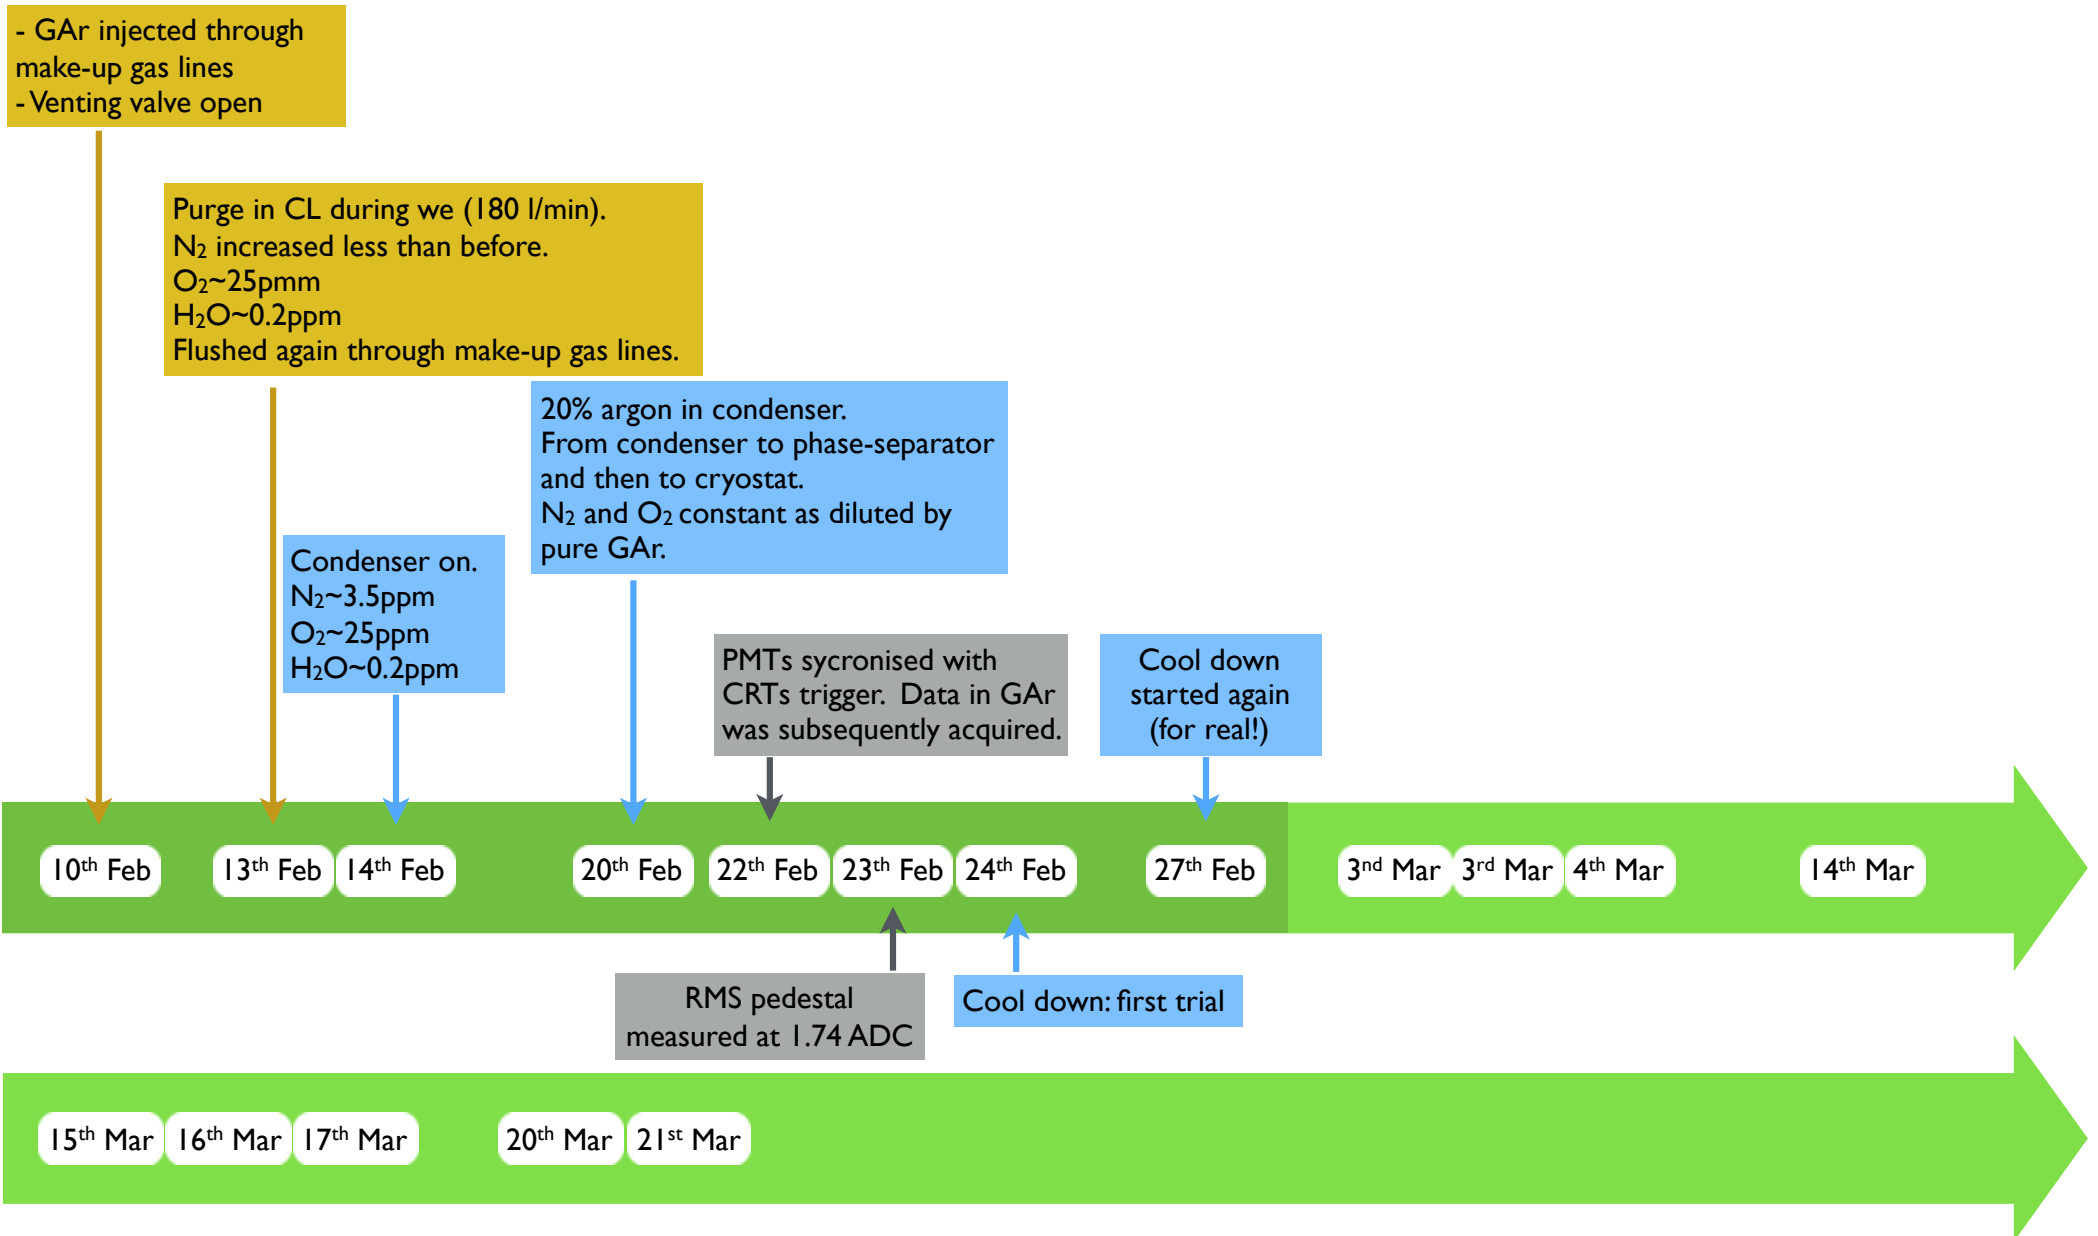 - GAr injected through
make-up gas lines
- Venting valve open
Purge in CL during we (180 l/min).
N₂ increased less than before.
O₂~25pmm
H₂O~0.2ppm
Flushed again through make-up gas lines.
20% argon in condenser.
From condenser to phase-separator
and then to cryostat.
N₂ and O₂ constant as diluted by
pure GAr.
Condenser on.
N₂~3.5ppm
O₂~25ppm
H₂O~0.2ppm
PMTs sycronised with
CRTs trigger. Data in GAr
was subsequently acquired.
Cool down
started again
(for real!)
10th Feb
13th Feb
14th Feb
20th Feb
22th Feb
23th Feb
24th Feb
27th Feb
3nd Mar
3rd Mar
4th Mar
14th Mar
RMS pedestal
measured at 1.74 ADC
Cool down: first trial
15th Mar
16th Mar
17th Mar
20th Mar
21st Mar